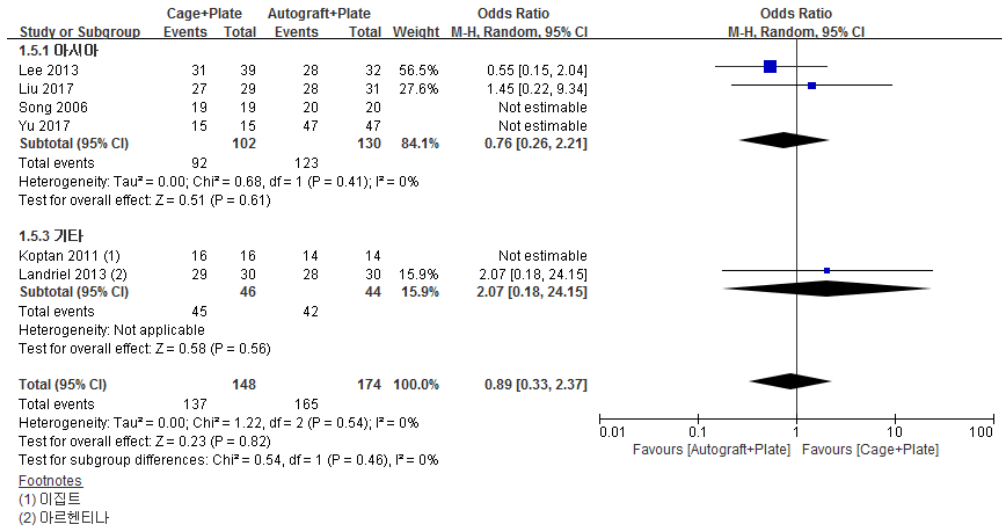 Cage+Plate Autograft+Plate Odds Ratio Odds Ratio
Study or Subgroup Events Total Events Total Weight M-H, Random, 95% CI M-H, Random, 95% CI
1.5.1 아시아
Lee 2013 31 39 28 32 56.5% 0.55 [0.15, 2.04]
Liu 2017 27 29 28 31 27.6% 1.45 [0.22, 9.34]
Song 2006 19 19 20 20 Not estimable
Yu 2017 15 15 47 47 Not estimable
Subtotal (95% CI) 102 130 84.1% 0.76 [0.26, 2.21]
Total events 92 123
Heterogeneity: Tau² = 0.00; Chi² = 0.68, df = 1 (P = 0.41); I² = 0%
Test for overall effect: Z = 0.51 (P = 0.61)
1.5.3 기타
Koptan 2011 (1) 16 16 14 14 Not estimable
Landriel 2013 (2) 29 30 28 30 15.9% 2.07 [0.18, 24.15]
Subtotal (95% CI) 46 44 15.9% 2.07 [0.18, 24.15]
Total events 45 42
Heterogeneity: Not applicable
Test for overall effect: Z = 0.58 (P = 0.56)
Total (95% CI) 148 174 100.0% 0.89 [0.33, 2.37]
Total events 137 165
Heterogeneity: Tau² = 0.00; Chi² = 1.22, df = 2 (P = 0.54); I² = 0%
Test for overall effect: Z = 0.23 (P = 0.82)
Test for subgroup differences: Chi² = 0.54, df = 1 (P = 0.46), I² = 0%
0.01 0.1 1 10 100
Favours [Autograft+Plate] Favours [Cage+Plate]
Footnotes
(1) 이집트
(2) 아르헨티나